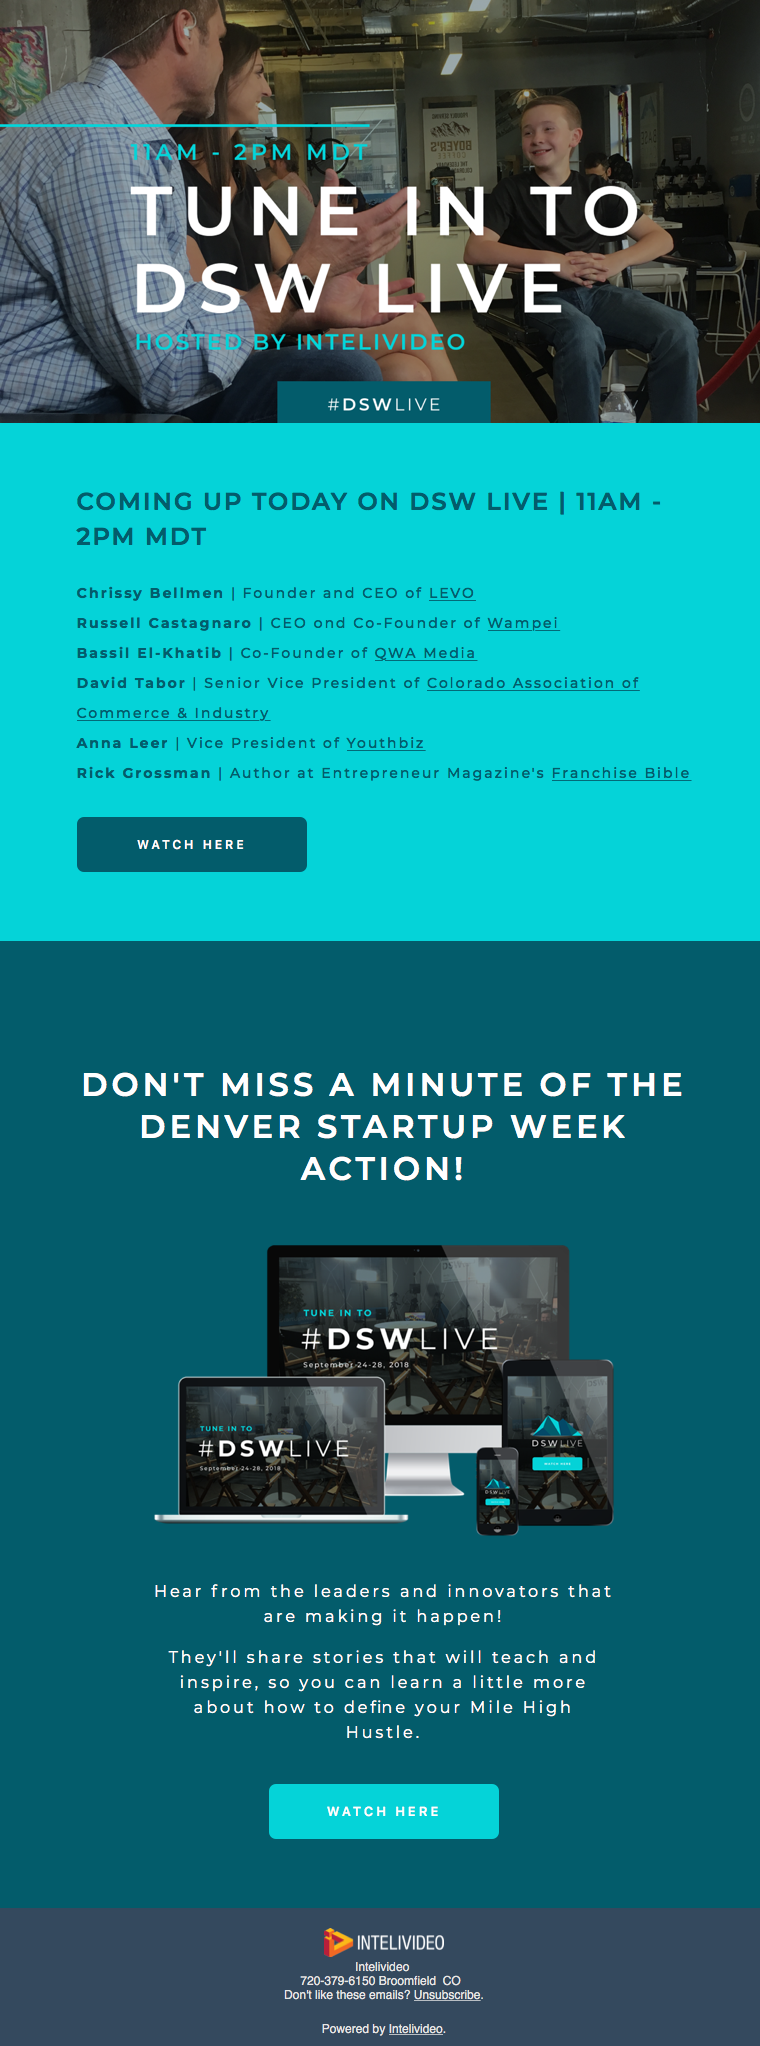 11AM - 2PM MDT
BOYER'S
COFFEE
TUNE IN TO
DSW LIVE
HOSTED BY INTELIVIDEO
#DSWLIVE
COMING UP TODAY ON DSW LIVE | 11AM -
2PM MDT
Chrissy Bellmen | Founder and CEO of LEVO
Russell Castagnaro | CEO ond Co-Founder of Wampei
Bassil El-Khatib | Co-Founder of QWA Media
David Tabor | Senior Vice President of Colorado Association of
Commerce & Industry
Anna Leer | Vice President of Youthbiz
Rick Grossman | Author at Entrepreneur Magazine's Franchise Bible
WATCH HERE
DON'T MISS A MINUTE OF THE
DENVER STARTUP WEEK
ACTION!
TUNE IN TO
#DSWLIVE
September 24-28, 2018
TUNE IN TO
#DSWLIVE
September 24-28, 2018
DSWLIVE
WATCH HERE
DSWLIVE
Hear from the leaders and innovators that
are making it happen!
They'll share stories that will teach and
inspire, so you can learn a little more
about how to define your Mile High
Hustle.
WATCH HERE
INTELIVIDEO
Intelivideo
720-379-6150 Broomfield CO
Don't like these emails? Unsubscribe.
Powered by Intelivideo.